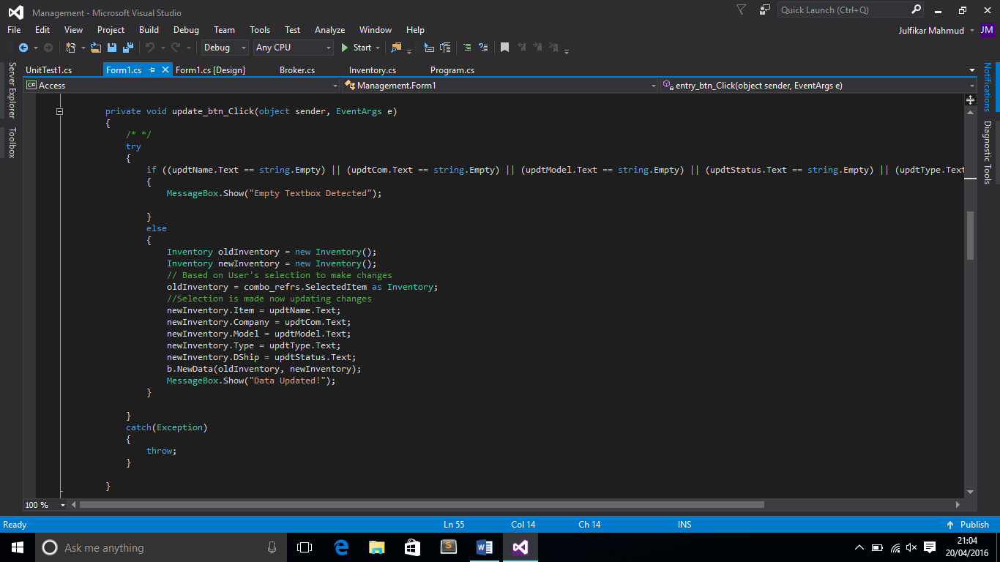 Management - Microsoft Visual Studio
Quick Launch (Ctrl+Q)
File Edit View Project Build Debug Team Tools Test Analyze Window Help
Julfikar Mahmud JM
Debug Any CPU Start
UnitTest1.cs Form1.cs Form1.cs [Design] Broker.cs Inventory.cs Program.cs
C# Access Management.Form1 entry_btn_Click(object sender, EventArgs e)
Server Explorer
Toolbox
Notifications
Diagnostic Tools
private void update_btn_Click(object sender, EventArgs e)
{
/* */
try
{
if ((updtName.Text == string.Empty) || (updtCom.Text == string.Empty) || (updtModel.Text == string.Empty) || (updtStatus.Text == string.Empty) || (updtType.Text
{
MessageBox.Show("Empty Textbox Detected");
}
else
{
Inventory oldInventory = new Inventory();
Inventory newInventory = new Inventory();
// Based on User's selection to make changes
oldInventory = combo_refrs.SelectedItem as Inventory;
//Selection is made now updating changes
newInventory.Item = updtName.Text;
newInventory.Company = updtCom.Text;
newInventory.Model = updtModel.Text;
newInventory.Type = updtType.Text;
newInventory.DShip = updtStatus.Text;
b.NewData(oldInventory, newInventory);
MessageBox.Show("Data Updated!");
}
}
catch(Exception)
{
throw;
}
}
100 %
Ready Ln 55 Col 14 Ch 14 INS Publish
Ask me anything
21:04
20/04/2016